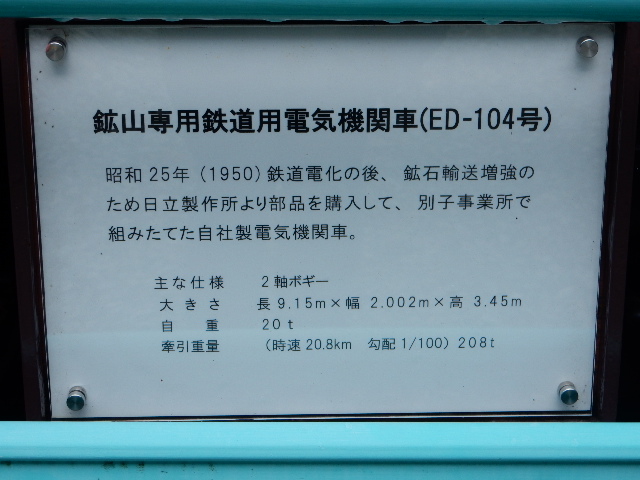 鉱山専用鉄道用電気機関車(ED-104号)
昭和25年(1950)鉄道電化の後、鉱石輸送増強の
ため日立製作所より部品を購入して、別子事業所で
組みたてた自社製電気機関車。
主な仕様 2軸ボギー
大きさ 長9.15m×幅 2.002m×高 3.45m
自重 20t
牽引重量 (時速20.8km 勾配1/100)208t